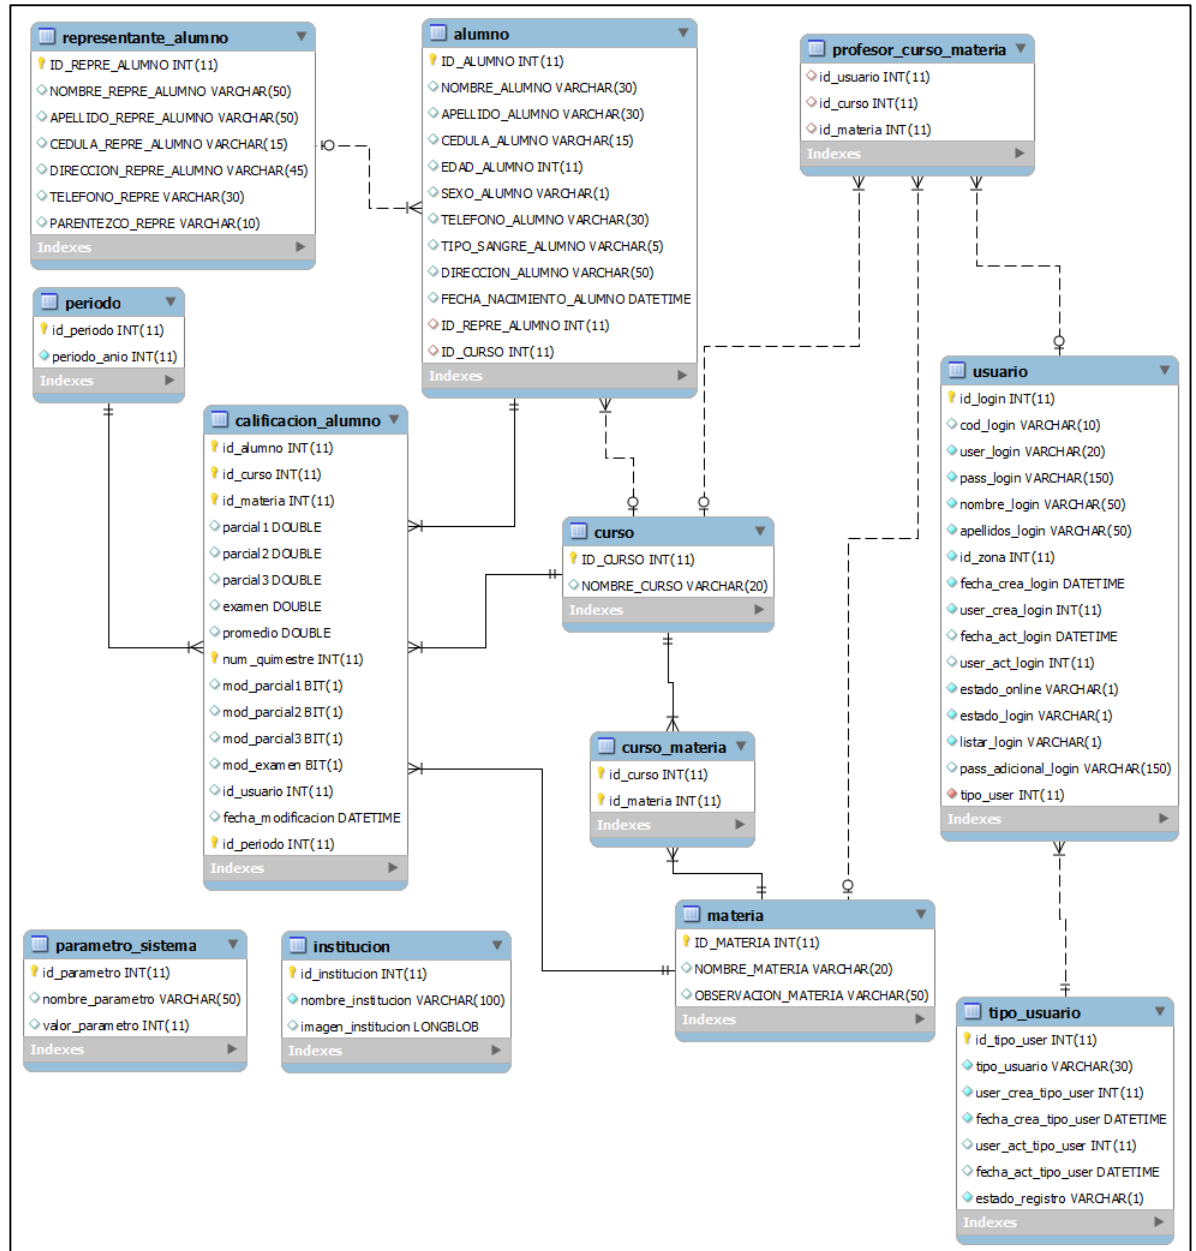 representante_alumno
ID_REPRE_ALUMNO INT(11)
NOMBRE_REPRE_ALUMNO VARCHAR(50)
APELLIDO_REPRE_ALUMNO VARCHAR(50)
CEDULA_REPRE_ALUMNO VARCHAR(15)
DIRECCION_REPRE_ALUMNO VARCHAR(45)
TELEFONO_REPRE VARCHAR(30)
PARENTEZCO_REPRE VARCHAR(10)
Indexes
alumno
ID_ALUMNO INT(11)
NOMBRE_ALUMNO VARCHAR(30)
APELLIDO_ALUMNO VARCHAR(30)
CEDULA_ALUMNO VARCHAR(15)
EDAD_ALUMNO INT(11)
SEXO_ALUMNO VARCHAR(1)
TELEFONO_ALUMNO VARCHAR(30)
TIPO_SANGRE_ALUMNO VARCHAR(5)
DIRECCION_ALUMNO VARCHAR(50)
FECHA_NACIMIENTO_ALUMNO DATETIME
ID_REPRE_ALUMNO INT(11)
ID_CURSO INT(11)
Indexes
profesor_curso_materia
id_usuario INT(11)
id_curso INT(11)
id_materia INT(11)
Indexes
periodo
id_periodo INT(11)
periodo_anio INT(11)
Indexes
calificacion_alumno
id_alumno INT(11)
id_curso INT(11)
id_materia INT(11)
parcial1 DOUBLE
parcial2 DOUBLE
parcial3 DOUBLE
examen DOUBLE
promedio DOUBLE
num_quimestre INT(11)
mod_parcial1 BIT(1)
mod_parcial2 BIT(1)
mod_parcial3 BIT(1)
mod_examen BIT(1)
id_usuario INT(11)
fecha_modificacion DATETIME
id_periodo INT(11)
Indexes
usuario
id_login INT(11)
cod_login VARCHAR(10)
user_login VARCHAR(20)
pass_login VARCHAR(150)
nombre_login VARCHAR(50)
apellidos_login VARCHAR(50)
id_zona INT(11)
fecha_crea_login DATETIME
user_crea_login INT(11)
fecha_act_login DATETIME
user_act_login INT(11)
estado_online VARCHAR(1)
estado_login VARCHAR(1)
listar_login VARCHAR(1)
pass_adicional_login VARCHAR(150)
tipo_user INT(11)
Indexes
curso
ID_CURSO INT(11)
NOMBRE_CURSO VARCHAR(20)
Indexes
curso_materia
id_curso INT(11)
id_materia INT(11)
Indexes
materia
ID_MATERIA INT(11)
NOMBRE_MATERIA VARCHAR(20)
OBSERVACION_MATERIA VARCHAR(50)
Indexes
parametro_sistema
id_parametro INT(11)
nombre_parametro VARCHAR(50)
valor_parametro INT(11)
Indexes
institucion
id_institucion INT(11)
nombre_institucion VARCHAR(100)
imagen_institucion LONGBLOB
Indexes
tipo_usuario
id_tipo_user INT(11)
tipo_usuario VARCHAR(30)
user_crea_tipo_user INT(11)
fecha_crea_tipo_user DATETIME
user_act_tipo_user INT(11)
fecha_act_tipo_user DATETIME
estado_registro VARCHAR(1)
Indexes